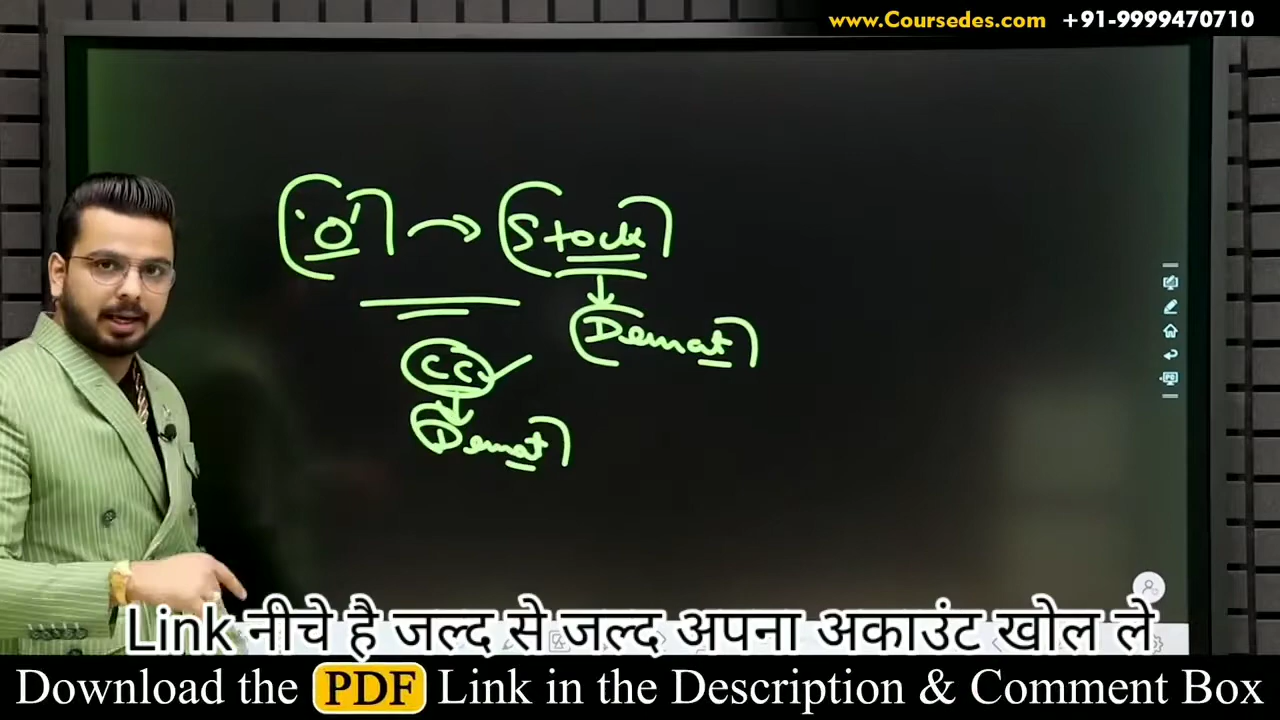 www.Coursedes.com +91-9999470710
'0' → Stock
Demat
CC
Demat
Link नीचे है जल्द से जल्द अपना अकाउंट खोल ले
Download the PDF Link in the Description & Comment Box